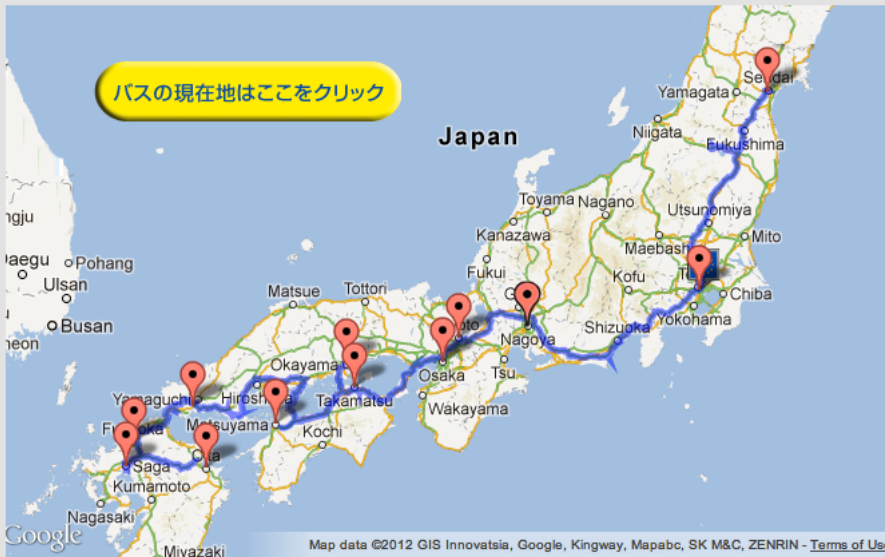 Sendai
バスの現在地はここをクリック
Yamagata
Niigata
Japan
Fukushima
Toyama
Nagano
Utsunomiya
Kanazawa
Maebash
Mito
ngju
Daegu
Pohang
Fukui
Kofu
Chiba
Ulsan
Matsue
Tottori
Yokohama
Busan
Nagoya
Shizuoka
Okayama
Osaka
Tsu
Yamaguchi
Hiroshima
Takamatsu
Wakayama
Matsuyama
Kochi
Saga
Kumamoto
Nagasaki
Google
Miyazaki
Map data ©2012 GIS Innovatsia, Google, Kingway, Mapabc, SK M&C, ZENRIN - Terms of Us